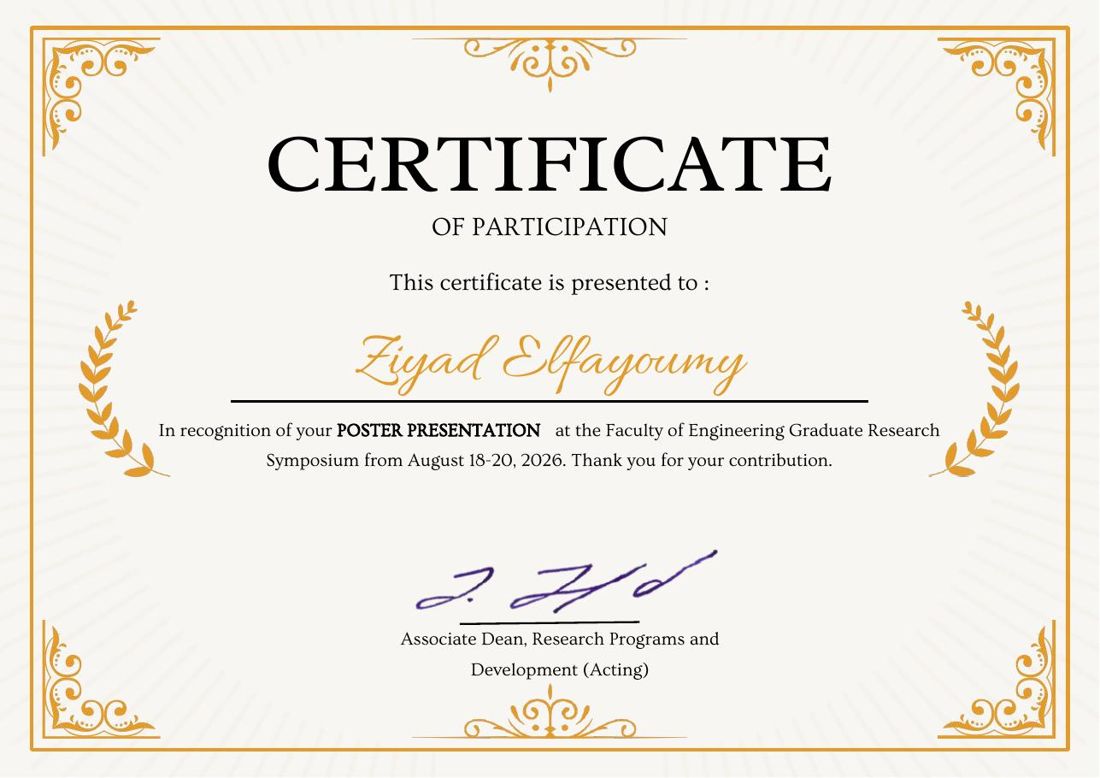 CERTIFICATE
OF PARTICIPATION
This certificate is presented to :
Ziyad Elfayoumy
In recognition of your POSTER PRESENTATION at the Faculty of Engineering Graduate Research
Symposium from August 18-20, 2026. Thank you for your contribution.
Associate Dean, Research Programs and
Development (Acting)